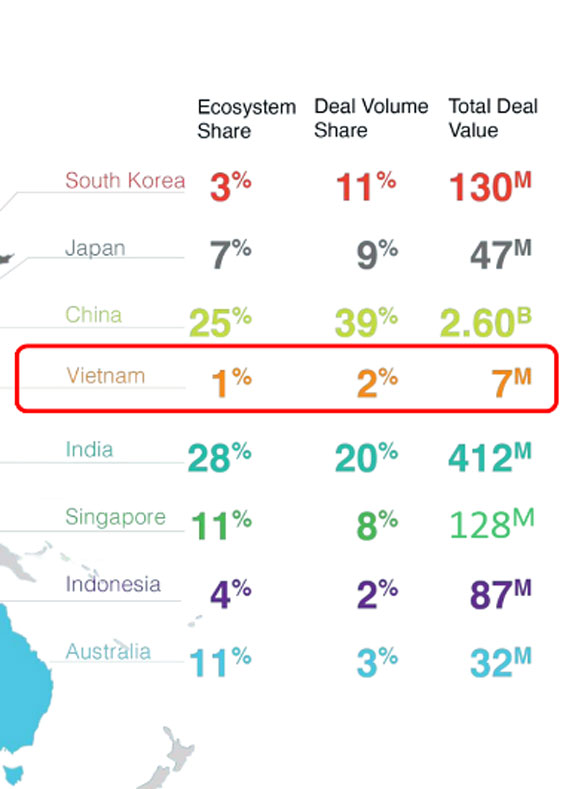 Ecosystem Share Deal Volume Share Total Deal Value
South Korea 3% 11% 130M
Japan 7% 9% 47M
China 25% 39% 2.60B
Vietnam 1% 2% 7M
India 28% 20% 412M
Singapore 11% 8% 128M
Indonesia 4% 2% 87M
Australia 11% 3% 32M